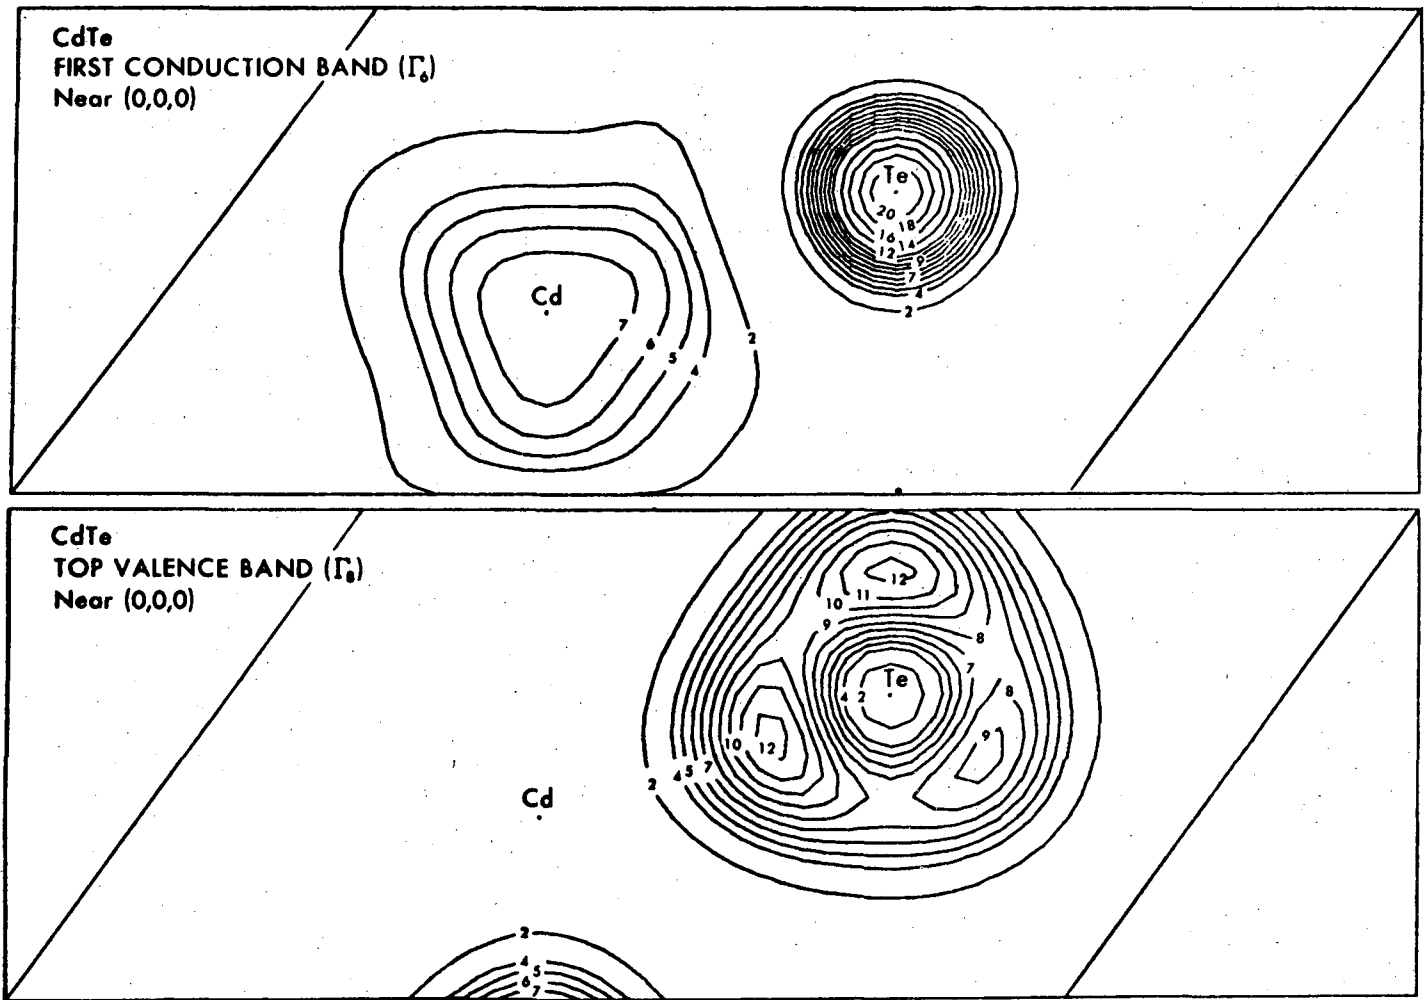 CdTe
FIRST CONDUCTION BAND (Γ₆)
Near (0,0,0)
Te
20
18
16
14
12
9
7
4
2
Cd
7
6
5
4
2
CdTe
TOP VALENCE BAND (Γ₈)
Near (0,0,0)
12
11
10
9
8
Te
7
4 2
8
9
10
12
2
4 5 7
Cd
2
4
5
6
7